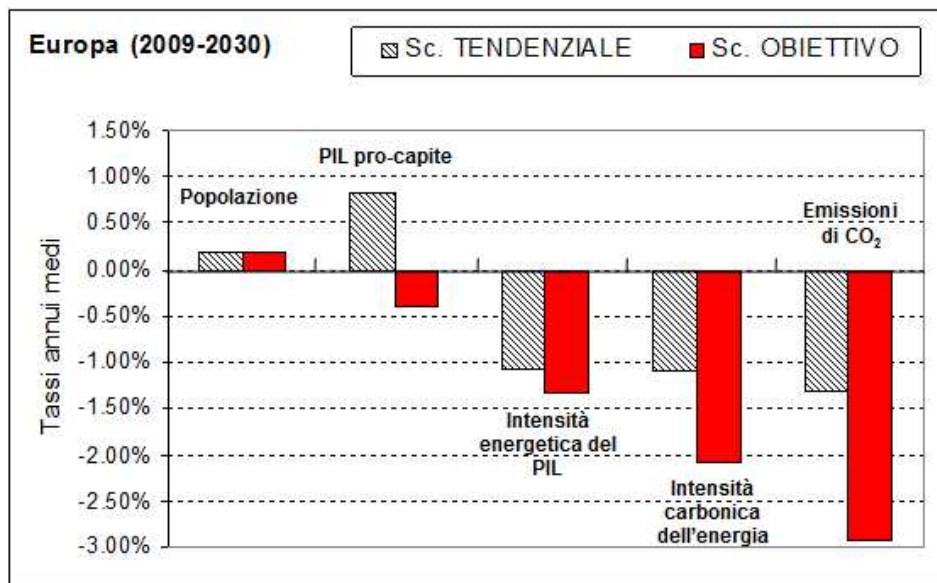 Europa (2009-2030)
Sc. TENDENZIALE
Sc. OBIETTIVO
Tassi annui medi
1.50%
1.00%
0.50%
0.00%
-0.50%
-1.00%
-1.50%
-2.00%
-2.50%
-3.00%
Popolazione
PIL pro-capite
Intensità
energetica del
PIL
Intensità
carbonica
dell'energia
Emissioni
di CO₂